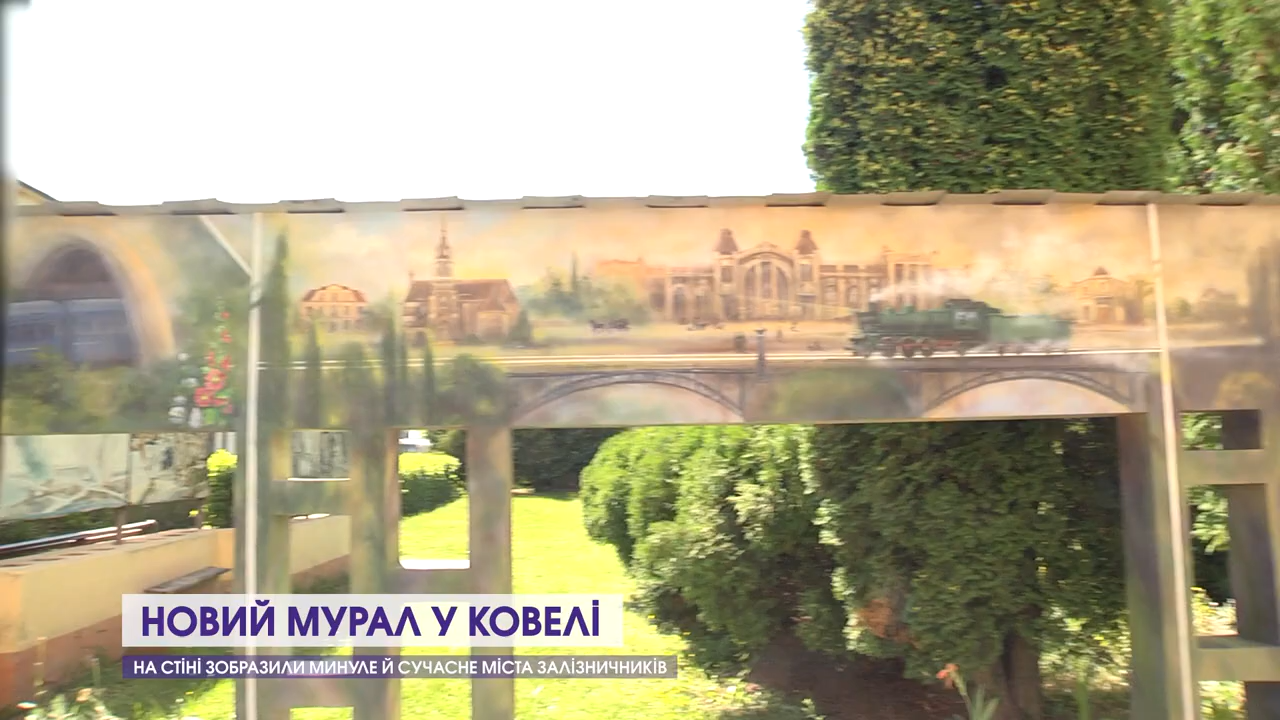 НОВИЙ МУРАЛ У КОВЕЛІ
НА СТІНІ ЗОБРАЗИЛИ МИНУЛЕ Й СУЧАСНЕ МІСТА ЗАЛІЗНИЧНИКІВ